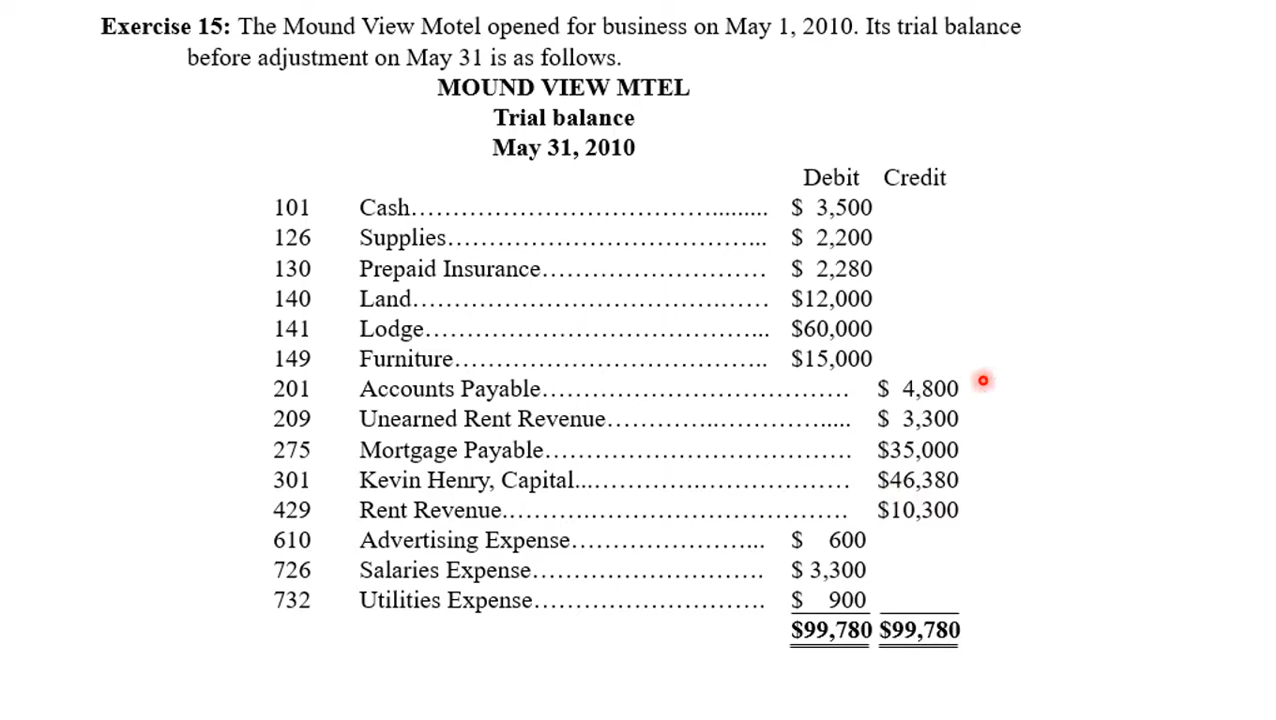 Exercise 15: The Mound View Motel opened for business on May 1, 2010. Its trial balance
before adjustment on May 31 is as follows.
MOUND VIEW MTEL
Trial balance
May 31, 2010
Debit Credit
101 Cash.......................................... $ 3,500
126 Supplies....................................... $ 2,200
130 Prepaid Insurance........................... $ 2,280
140 Land.......................................... $12,000
141 Lodge......................................... $60,000
149 Furniture...................................... $15,000
201 Accounts Payable..................................... $ 4,800
209 Unearned Rent Revenue.............................. $ 3,300
275 Mortgage Payable..................................... $35,000
301 Kevin Henry, Capital.................................. $46,380
429 Rent Revenue.......................................... $10,300
610 Advertising Expense........................ $ 600
726 Salaries Expense............................ $ 3,300
732 Utilities Expense............................ $ 900
$99,780 $99,780